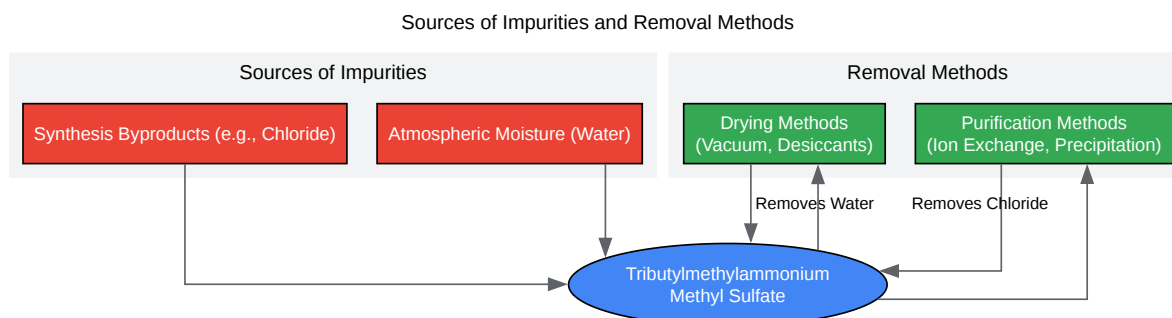 Sources of Impurities and Removal Methods
Sources of Impurities
Removal Methods
Synthesis Byproducts (e.g., Chloride)
Atmospheric Moisture (Water)
Drying Methods
(Vacuum, Desiccants)
Purification Methods
(Ion Exchange, Precipitation)
Removes Water
Removes Chloride
Tributylmethylammonium
Methyl Sulfate